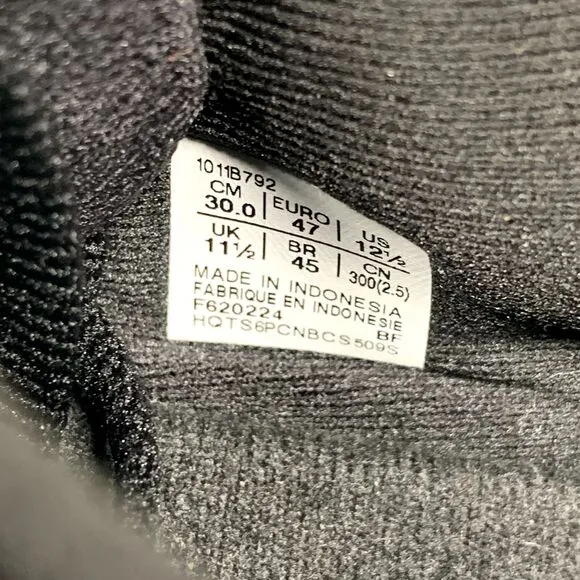 1011B792
CM | EURO | US
30.0 | 47 | 12½
UK | BR | CN
11½ | 45 | 300(2.5)
MADE IN INDONESIA
FABRIQUE EN INDONESIE
F620224 BF
HQTS6PCNBCS509S